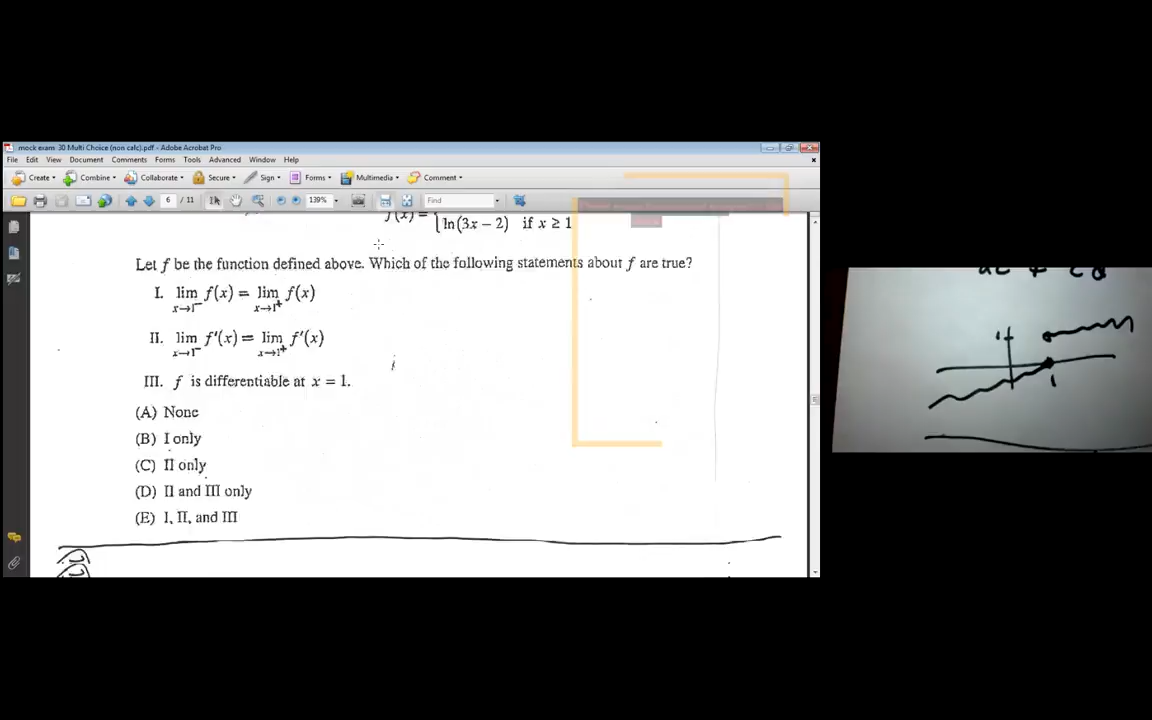 mock exam 30 Multi Choice (non calc).pdf - Adobe Acrobat Pro
File Edit View Document Comments Forms Tools Advanced Window Help
Create Combine Collaborate Secure Sign Forms Multimedia Comment
6 / 11 139% Find
f(x) = { ln(3x − 2) if x ≥ 1
Let f be the function defined above. Which of the following statements about f are true?
I. lim x→1⁻ f(x) = lim x→1⁺ f(x)
II. lim x→1⁻ f'(x) = lim x→1⁺ f'(x)
III. f is differentiable at x = 1.
(A) None
(B) I only
(C) II only
(D) II and III only
(E) I, II, and III
1
1